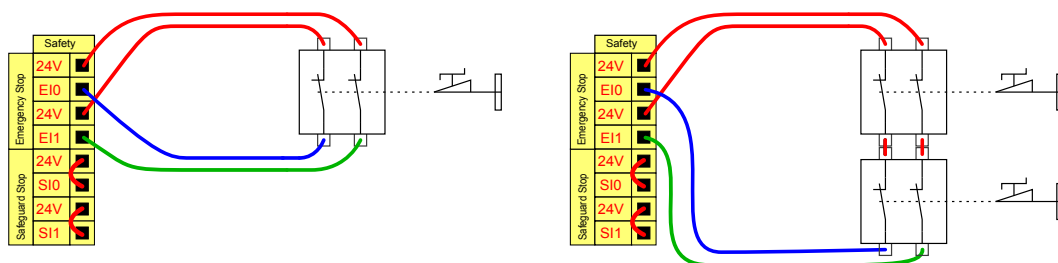 Safety
Emergency Stop
24V
EI0
24V
EI1
Safeguard Stop
24V
SI0
24V
SI1
Safety
Emergency Stop
24V
EI0
24V
EI1
Safeguard Stop
24V
SI0
24V
SI1